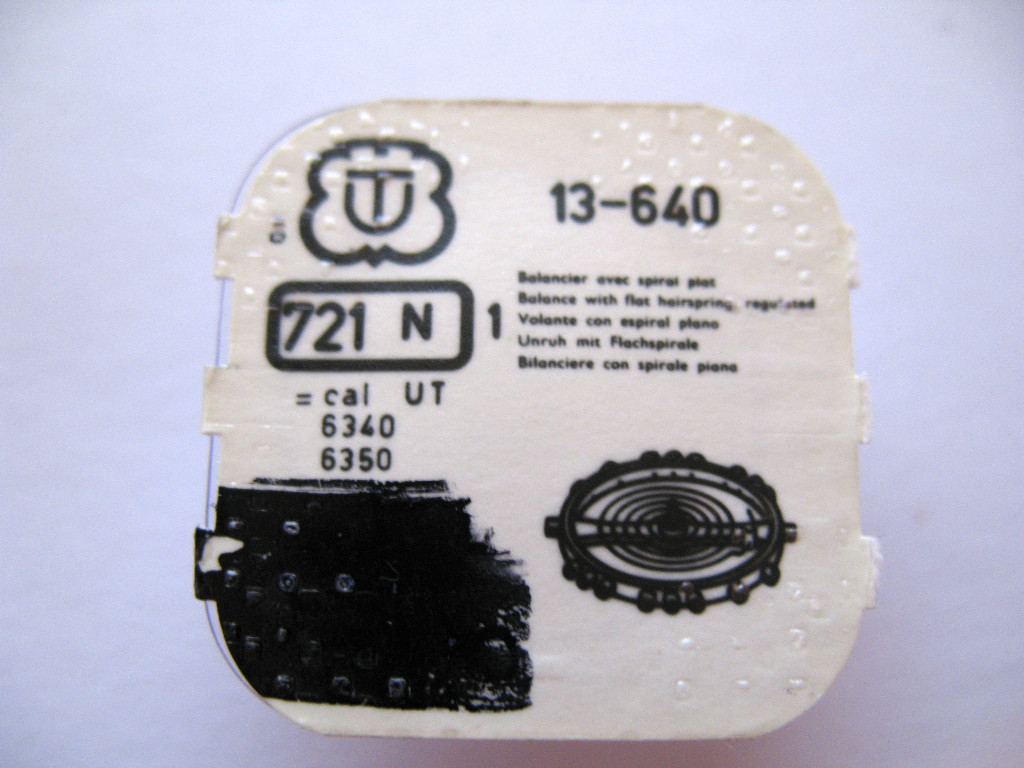 UT
13-640
721 N 1
Balancier avec spiral plat
Balance with flat hairspring, regulated
Volante con espiral plano
Unruh mit Flachspirale
Bilanciere con spirale piana
= cal UT
6340
6350